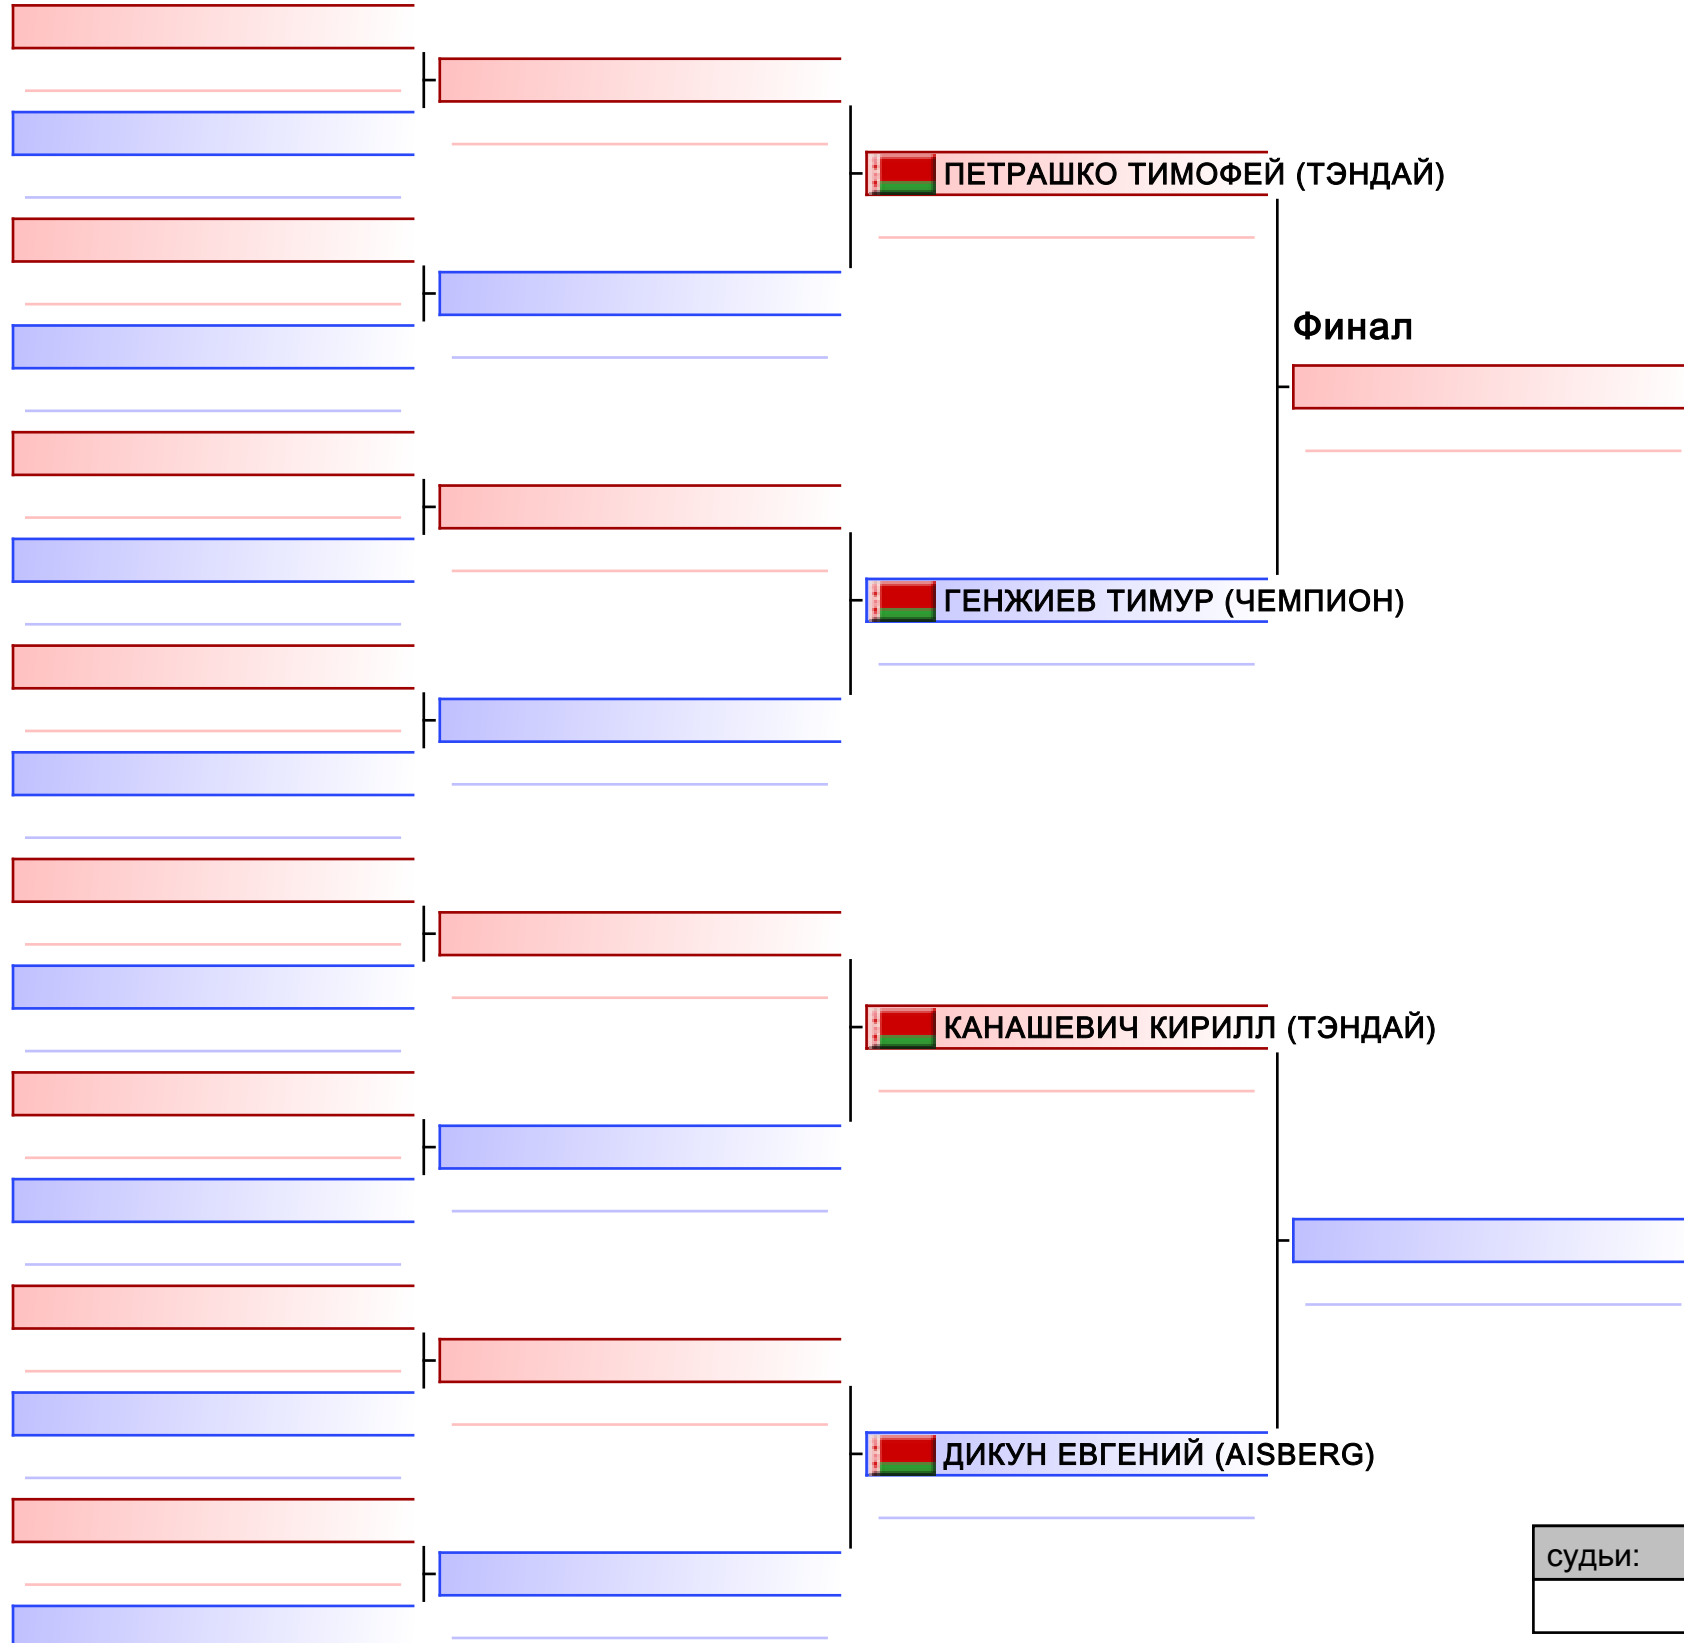 ПЕТРАШКО ТИМОФЕЙ (ТЭНДАЙ)
Финал
ГЕНЖИЕВ ТИМУР (ЧЕМПИОН)
КАНАШЕВИЧ КИРИЛЛ (ТЭНДАЙ)
ДИКУН ЕВГЕНИЙ (AISBERG)
судьи: